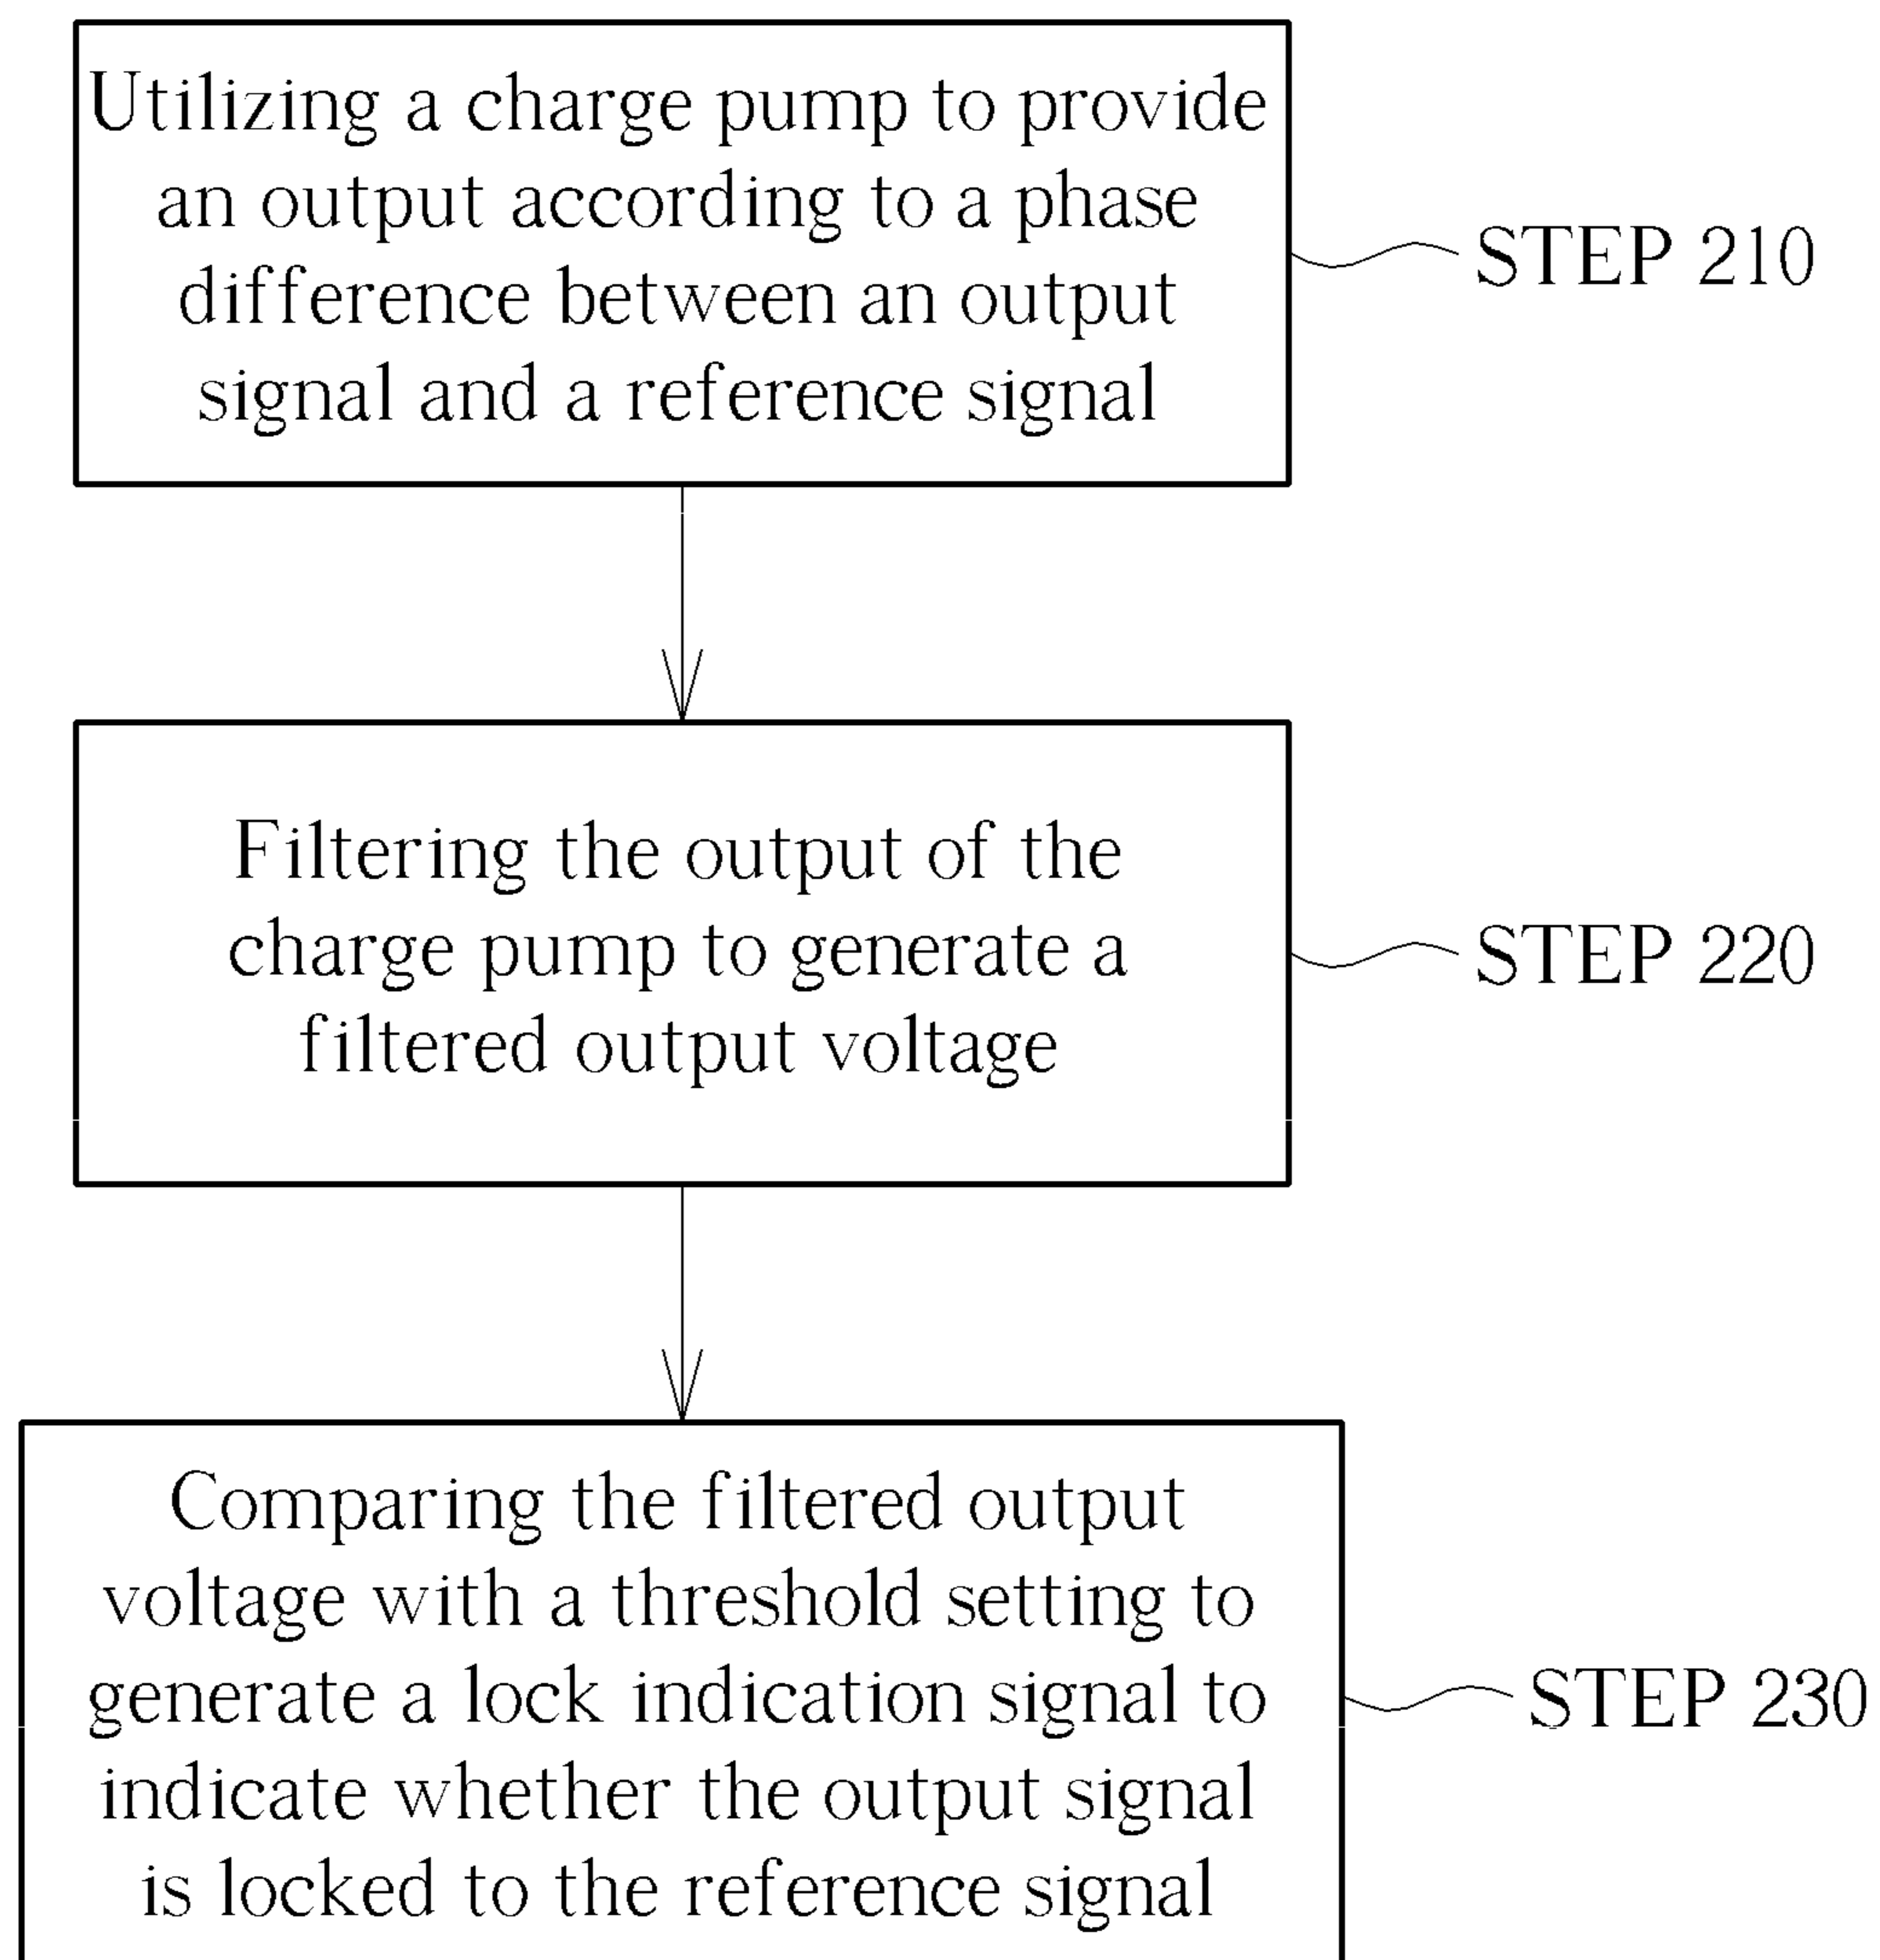 Utilizing a charge pump to provide
an output according to a phase
difference between an output
signal and a reference signal
STEP 210
Filtering the output of the
charge pump to generate a
filtered output voltage
STEP 220
Comparing the filtered output
voltage with a threshold setting to
generate a lock indication signal to
indicate whether the output signal
is locked to the reference signal
STEP 230